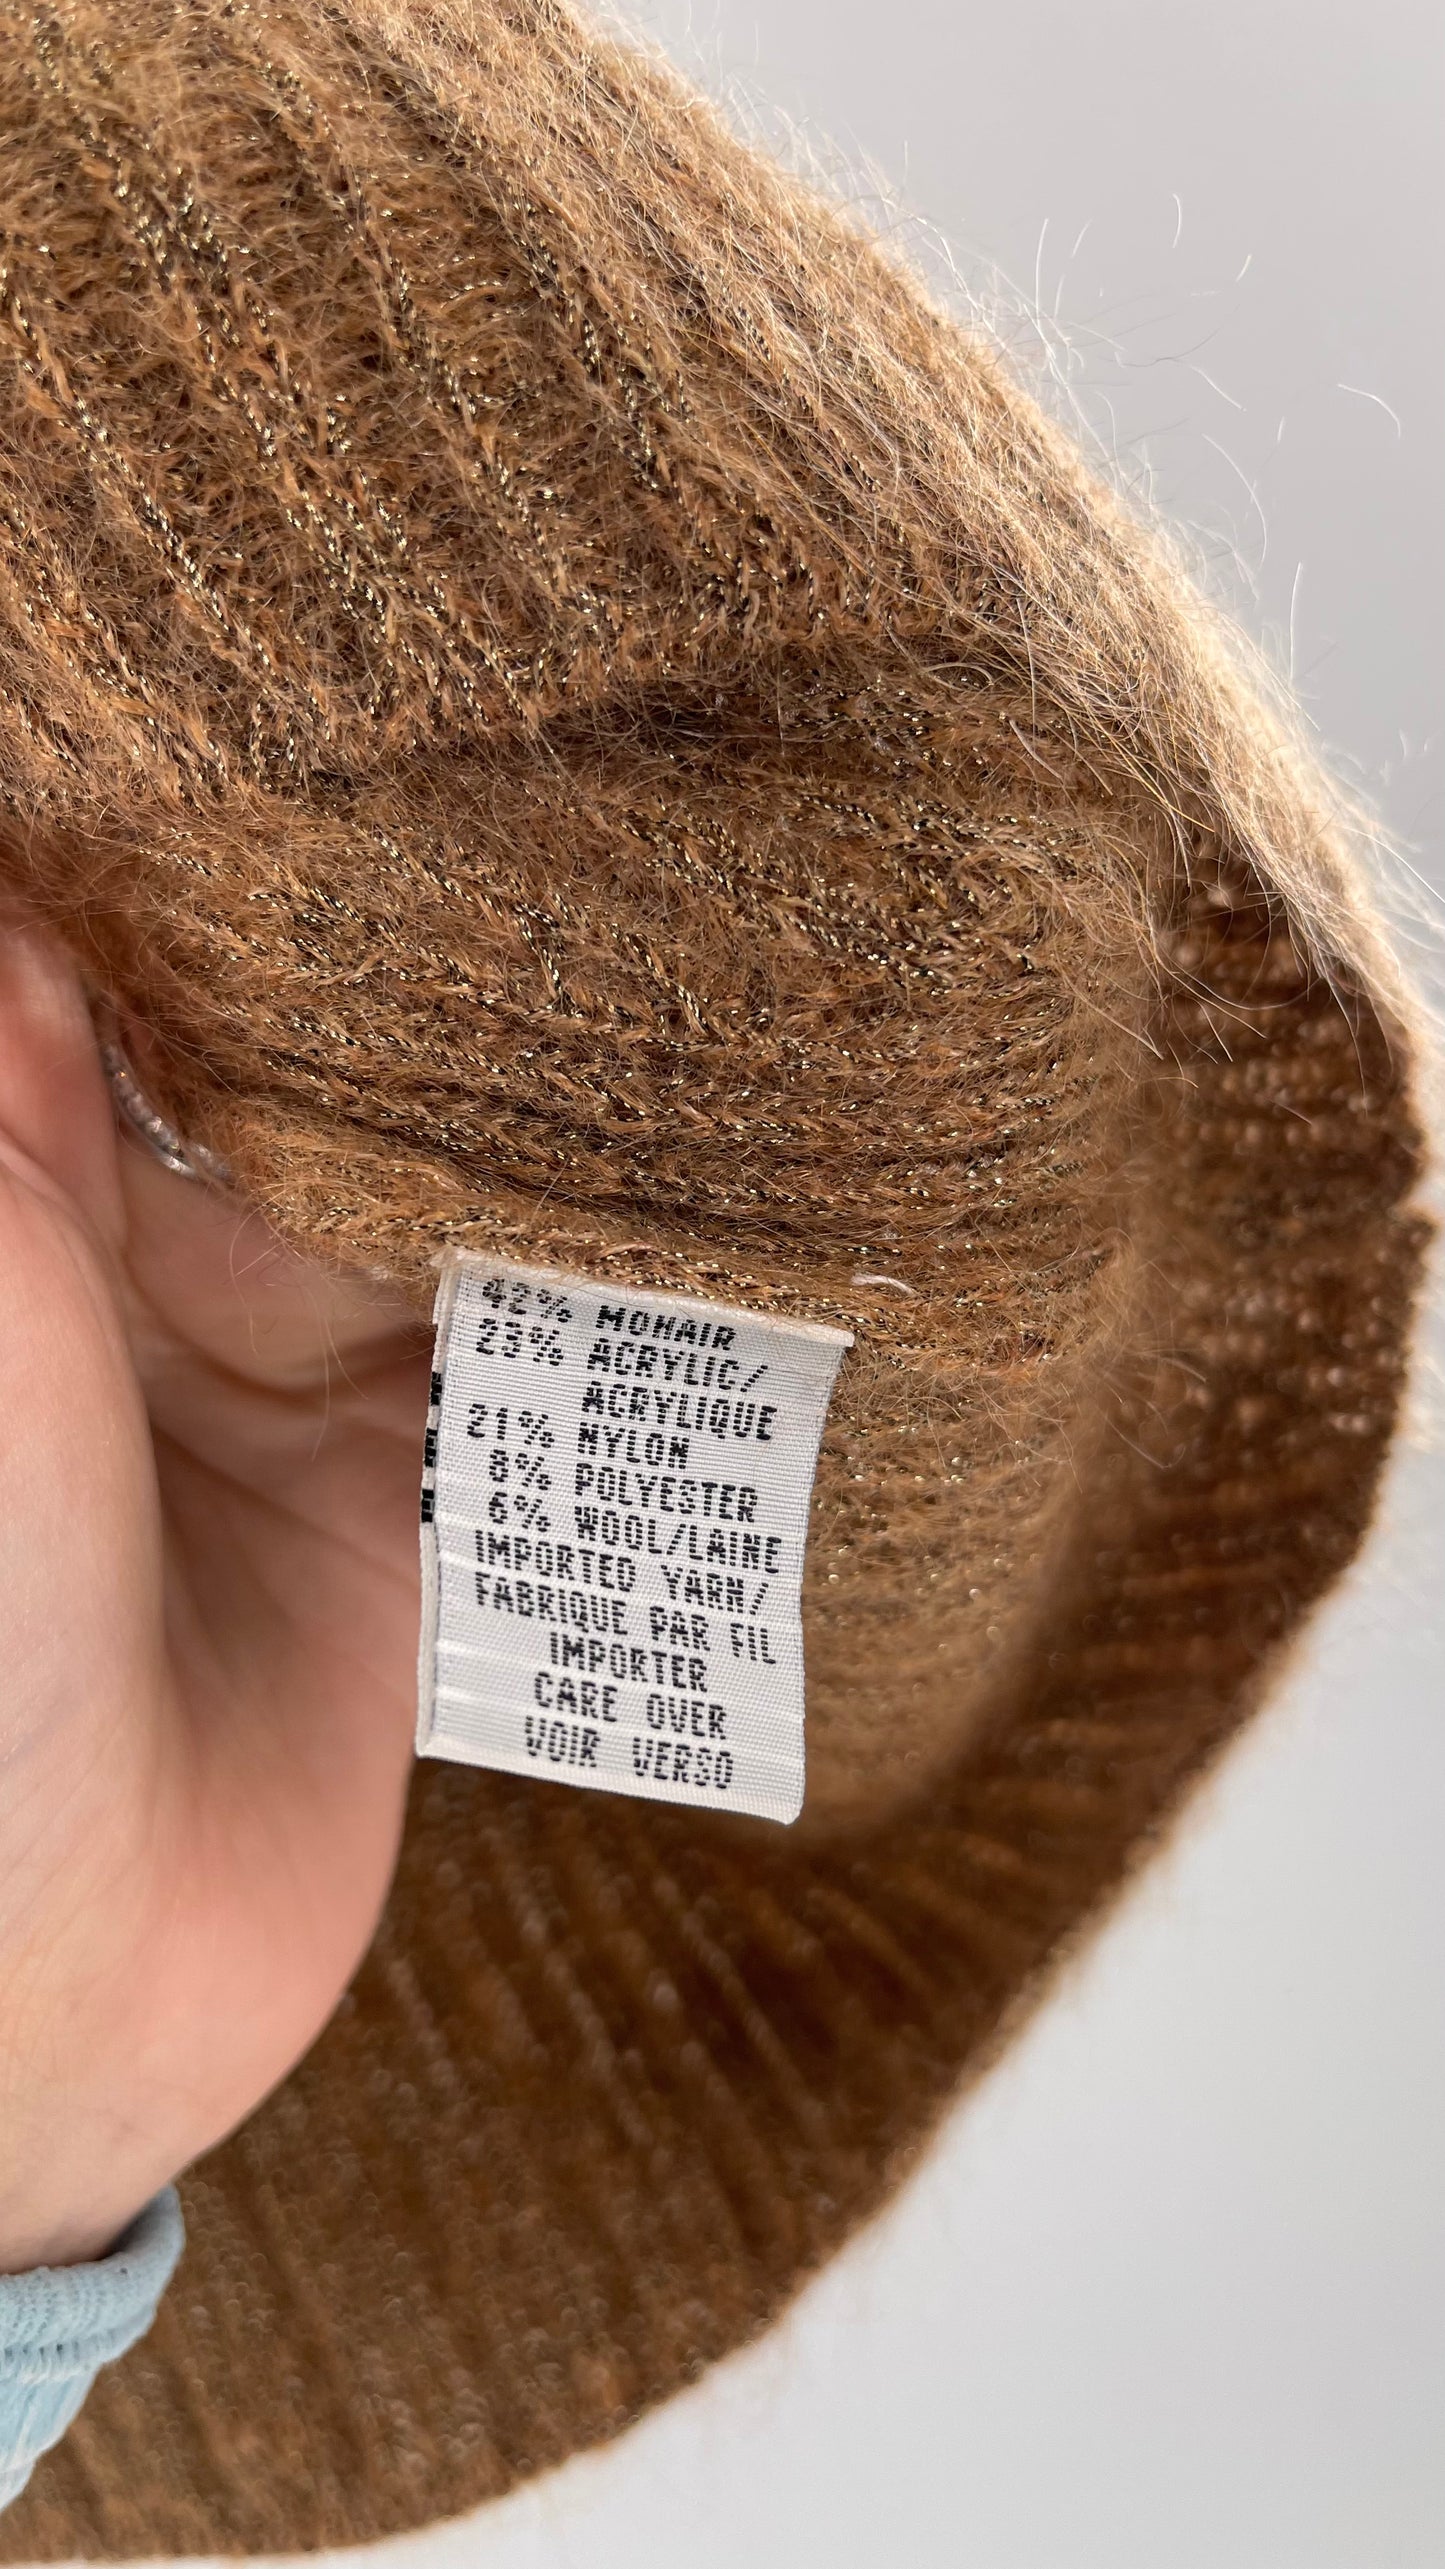 42% MOHAIR
23% ACRYLIC/
ACRYLIQUE
21% NYLON
8% POLYESTER
6% WOOL/LAINE
IMPORTED YARN/
FABRIQUE PAR FIL
IMPORTER
CARE OVER
VOIR VERSO